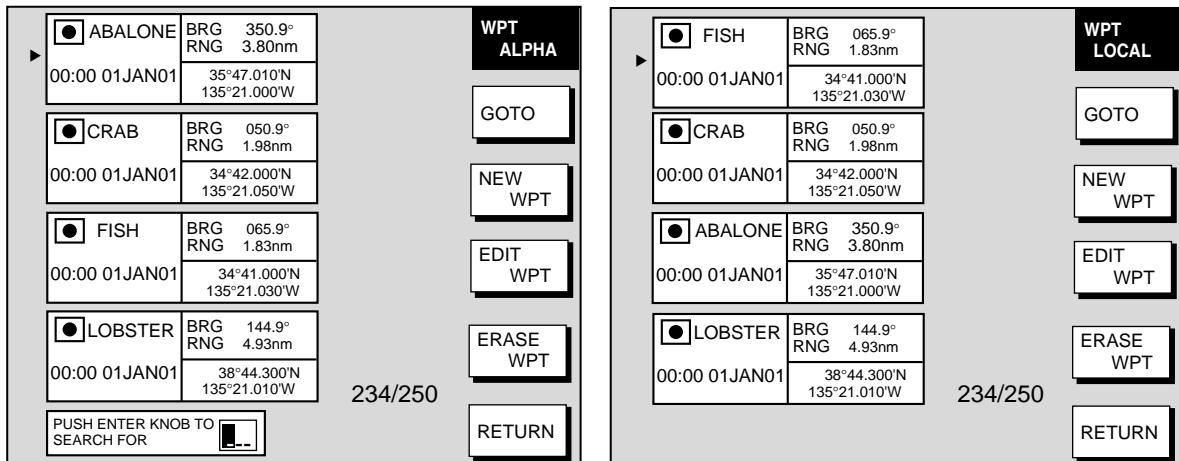 ABALONE BRG 350.9°
RNG 3.80nm
00:00 01JAN01 35°47.010'N
135°21.000'W
CRAB BRG 050.9°
RNG 1.98nm
00:00 01JAN01 34°42.000'N
135°21.050'W
FISH BRG 065.9°
RNG 1.83nm
00:00 01JAN01 34°41.000'N
135°21.030'W
LOBSTER BRG 144.9°
RNG 4.93nm
00:00 01JAN01 38°44.300'N
135°21.010'W
234/250
PUSH ENTER KNOB TO
SEARCH FOR
WPT
ALPHA
GOTO
NEW
WPT
EDIT
WPT
ERASE
WPT
RETURN
FISH BRG 065.9°
RNG 1.83nm
00:00 01JAN01 34°41.000'N
135°21.030'W
CRAB BRG 050.9°
RNG 1.98nm
00:00 01JAN01 34°42.000'N
135°21.050'W
ABALONE BRG 350.9°
RNG 3.80nm
00:00 01JAN01 35°47.010'N
135°21.000'W
LOBSTER BRG 144.9°
RNG 4.93nm
00:00 01JAN01 38°44.300'N
135°21.010'W
234/250
WPT
LOCAL
GOTO
NEW
WPT
EDIT
WPT
ERASE
WPT
RETURN